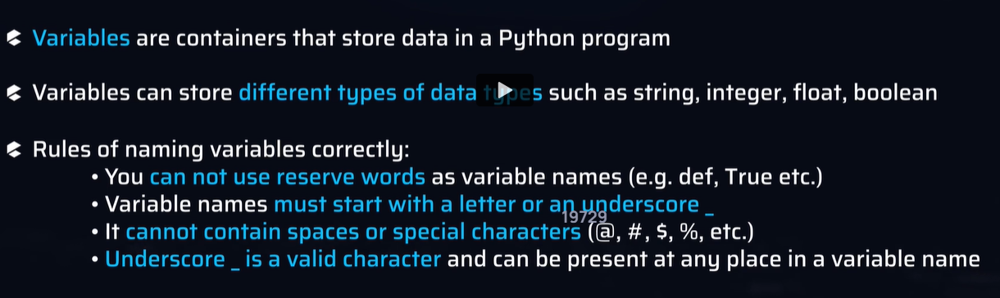 Variables are containers that store data in a Python program
Variables can store different types of data types such as string, integer, float, boolean
Rules of naming variables correctly:
• You can not use reserve words as variable names (e.g. def, True etc.)
• Variable names must start with a letter or an underscore _
19729
• It cannot contain spaces or special characters (@, #, $, %, etc.)
• Underscore _ is a valid character and can be present at any place in a variable name